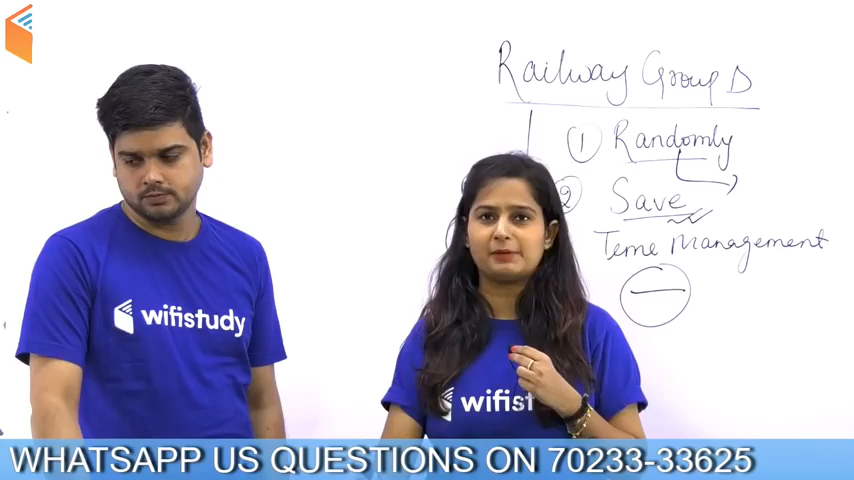 Railway Group D
1 Randomly
2 Save
Teme Management
wifistudy
wifist
WHATSAPP US QUESTIONS ON 70233-33625